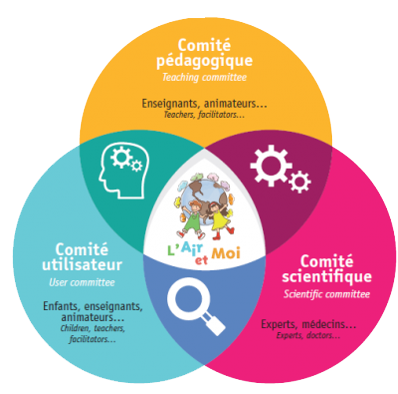 Comité
pédagogique
Teaching committee
Enseignants, animateurs...
Teachers, facilitators...
L'Air
et Moi
Comité
utilisateur
User committee
Enfants, enseignants,
animateurs...
Children, teachers,
facilitators...
Comité
scientifique
Scientific committee
Experts, médecins...
Experts, doctors...